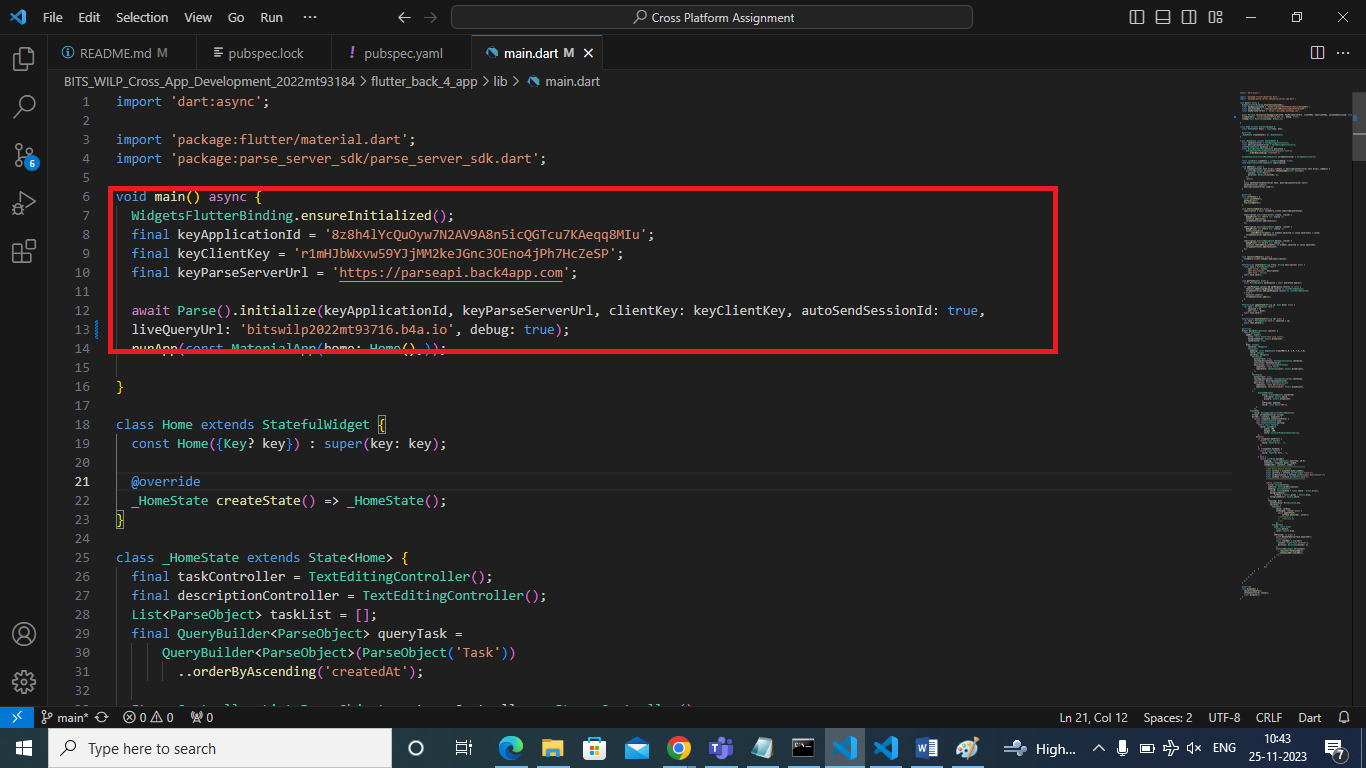 File Edit Selection View Go Run ···
Cross Platform Assignment
README.md M
pubspec.lock
! pubspec.yaml
main.dart M
BITS_WILP_Cross_App_Development_2022mt93184 > flutter_back_4_app > lib > main.dart
1 import 'dart:async';
2
3 import 'package:flutter/material.dart';
4 import 'package:parse_server_sdk/parse_server_sdk.dart';
5
6 void main() async {
7 WidgetsFlutterBinding.ensureInitialized();
8 final keyApplicationId = '8z8h4lYcQuOyw7N2AV9A8n5icQGTcu7KAeqq8MIu';
9 final keyClientKey = 'r1mHJbWxvw59YJjMM2keJGnc3OEno4jPh7HcZeSP';
10 final keyParseServerUrl = 'https://parseapi.back4app.com';
11
12 await Parse().initialize(keyApplicationId, keyParseServerUrl, clientKey: keyClientKey, autoSendSessionId: true,
13 liveQueryUrl: 'bitswilp2022mt93716.b4a.io', debug: true);
14 runApp(const MaterialApp(home: Home(),));
15
16 }
17
18 class Home extends StatefulWidget {
19 const Home({Key? key}) : super(key: key);
20
21 @override
22 _HomeState createState() => _HomeState();
23 }
24
25 class _HomeState extends State<Home> {
26 final taskController = TextEditingController();
27 final descriptionController = TextEditingController();
28 List<ParseObject> taskList = [];
29 final QueryBuilder<ParseObject> queryTask =
30 QueryBuilder<ParseObject>(ParseObject('Task'))
31 ..orderByAscending('createdAt');
32
6
main* 0 0 0
Ln 21, Col 12 Spaces: 2 UTF-8 CRLF Dart
Type here to search
High... ENG
10:43
25-11-2023
7